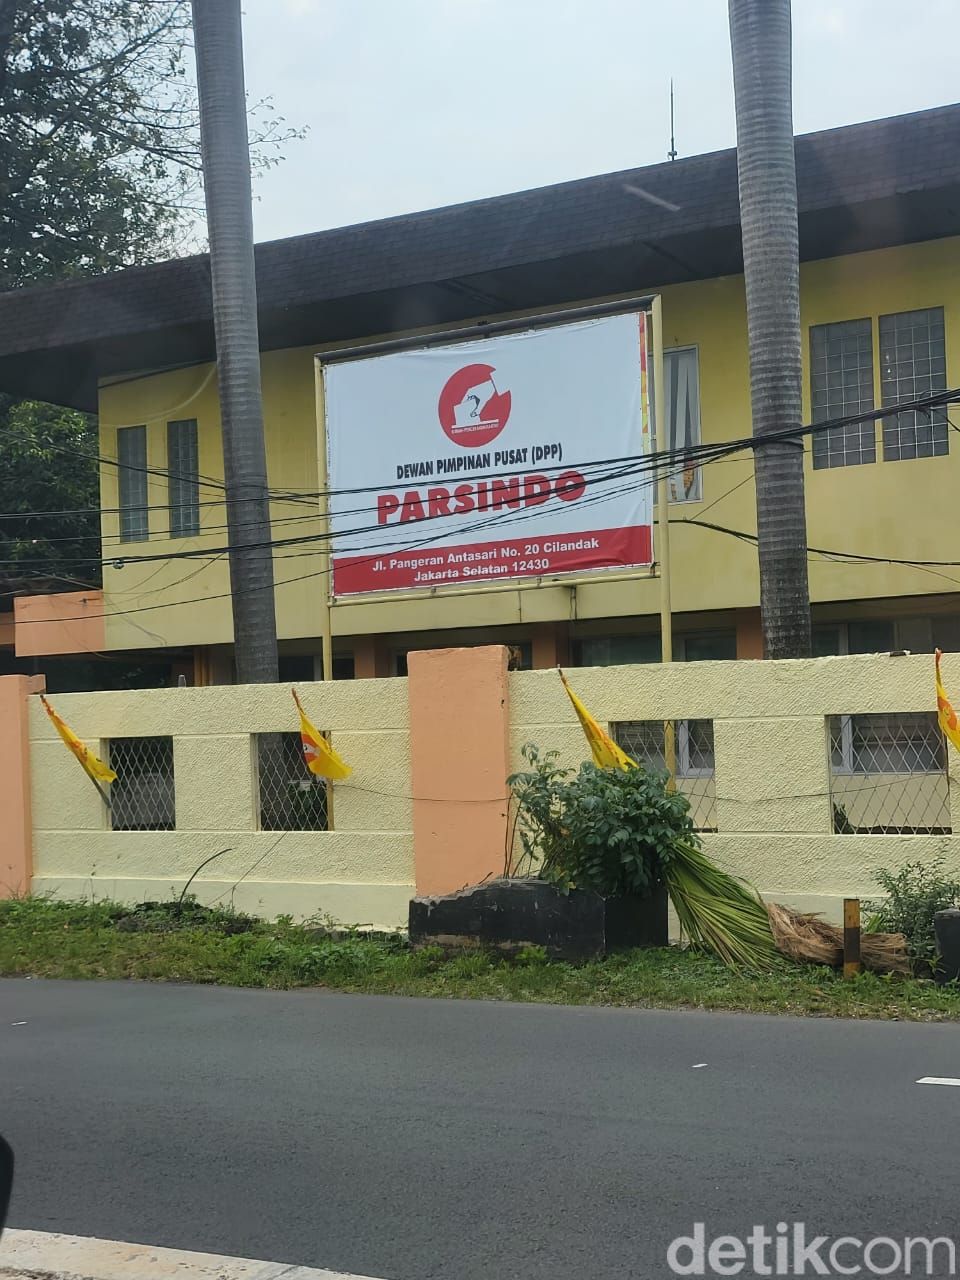 DEWAN PIMPINAN PUSAT (DPP)
PARSINDO
Jl. Pangeran Antasari No. 20 Cilandak
Jakarta Selatan 12430
detikcom